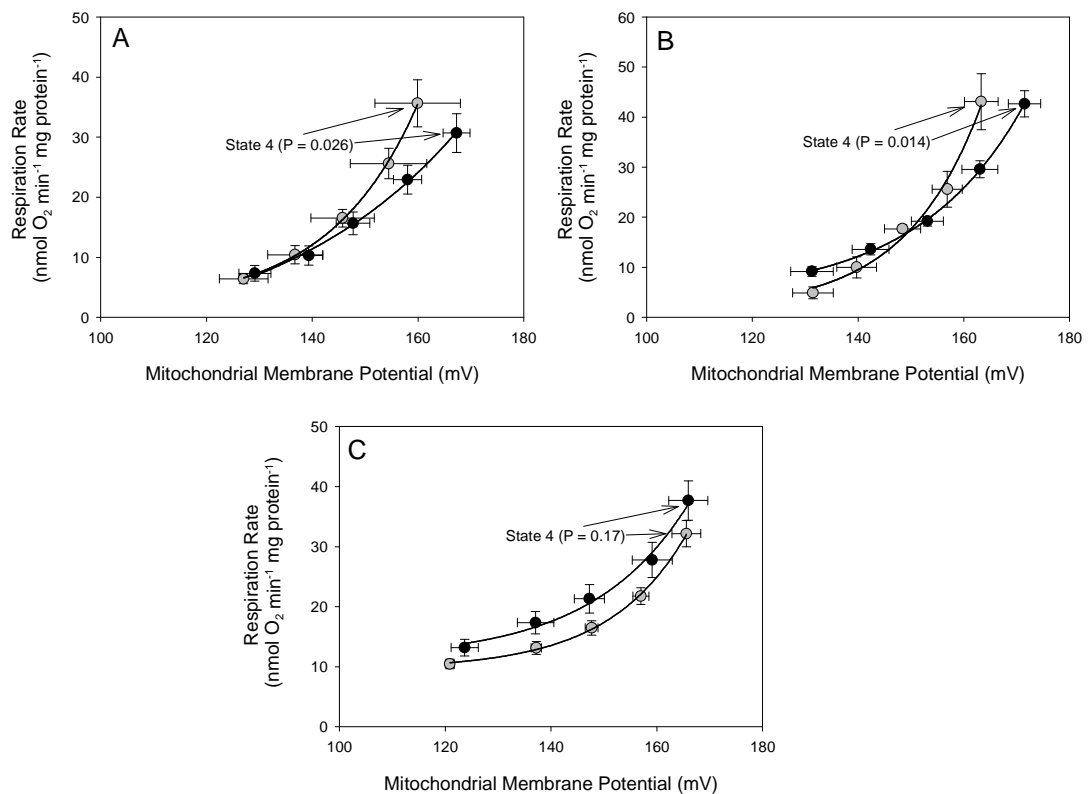 A
50
40
30
20
10
0
Respiration Rate
(nmol O₂ min⁻¹ mg protein⁻¹)
State 4 (P = 0.026)
100 120 140 160 180
Mitochondrial Membrane Potential (mV)
B
60
50
40
30
20
10
0
Respiration Rate
(nmol O₂ min⁻¹ mg protein⁻¹)
State 4 (P = 0.014)
100 120 140 160 180
Mitochondrial Membrane Potential (mV)
C
50
40
30
20
10
0
Respiration Rate
(nmol O₂ min⁻¹ mg protein⁻¹)
State 4 (P = 0.17)
100 120 140 160 180
Mitochondrial Membrane Potential (mV)